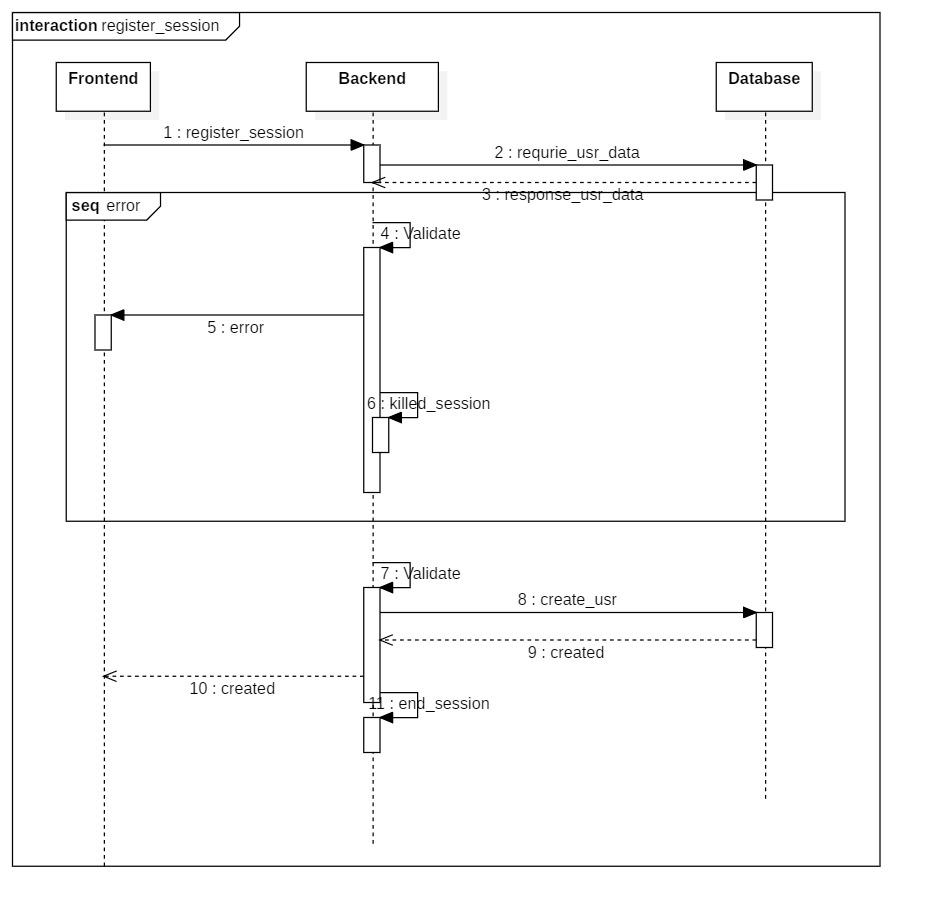 interaction register_session
Frontend
Backend
Database
1 : register_session
2 : requrie_usr_data
3 : response_usr_data
seq error
4 : Validate
5 : error
6 : killed_session
7 : Validate
8 : create_usr
9 : created
10 : created
11 : end_session